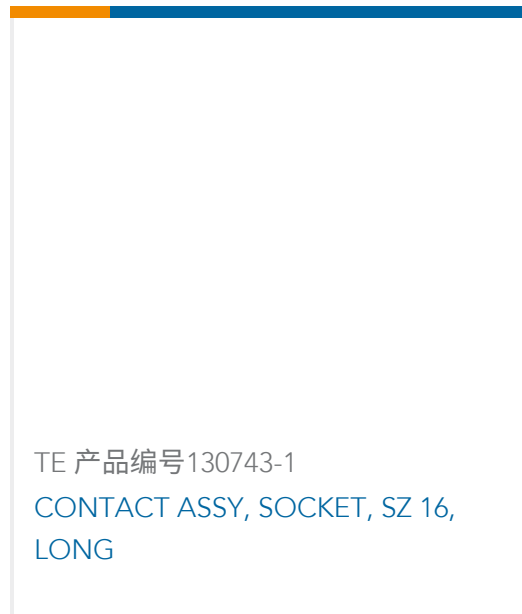 TE 产品编号130743-1
CONTACT ASSY, SOCKET, SZ 16,
LONG